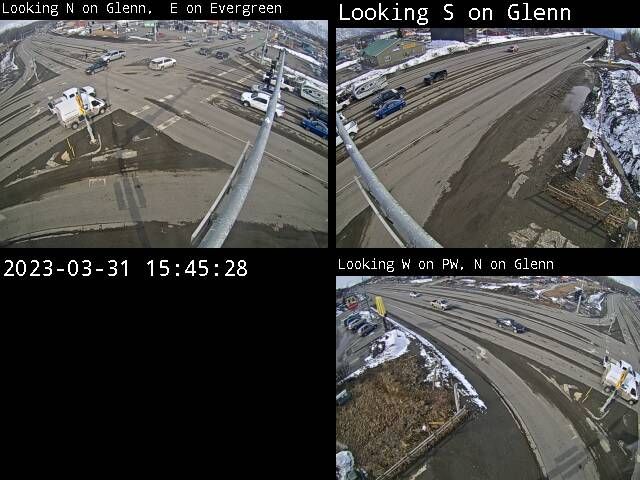 Looking N on Glenn,  E on Evergreen
Looking S on Glenn
2023-03-31 15:45:28
Looking W on PW, N on Glenn